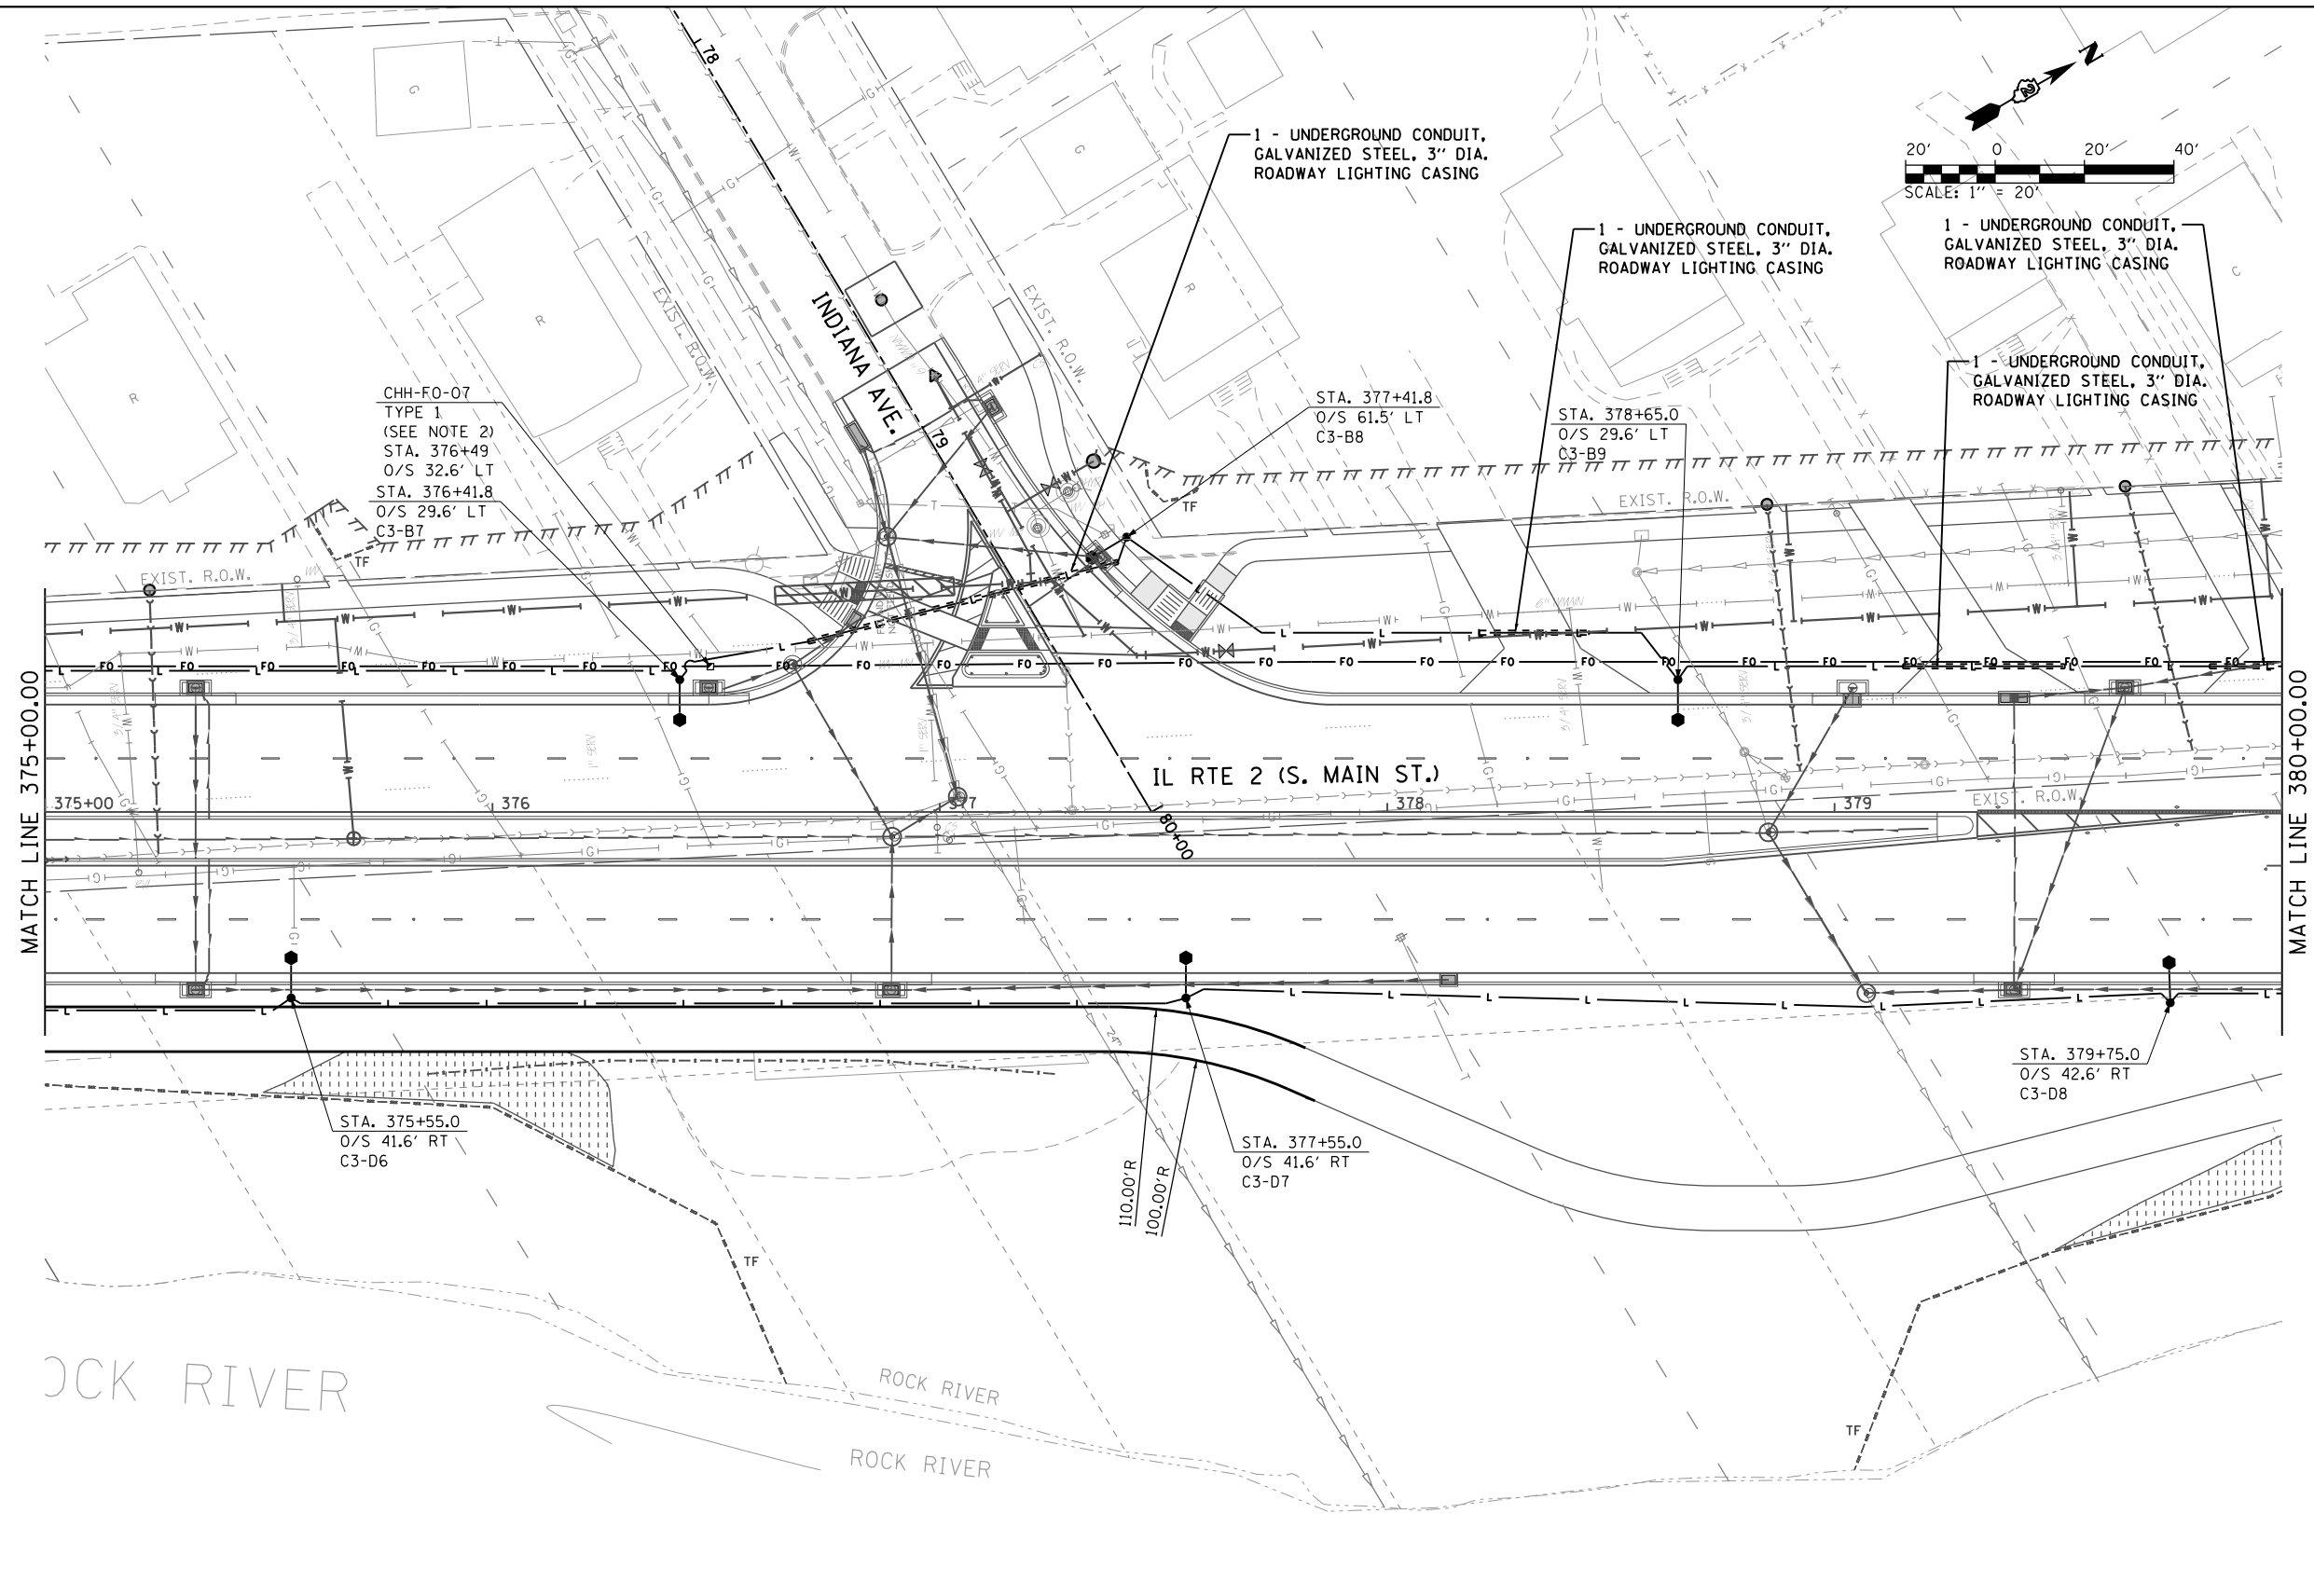 78
N
2
20' 0 20' 40'
SCALE: 1'' = 20'
1 - UNDERGROUND CONDUIT,
GALVANIZED STEEL, 3'' DIA.
ROADWAY LIGHTING CASING
1 - UNDERGROUND CONDUIT,
GALVANIZED STEEL, 3'' DIA.
ROADWAY LIGHTING CASING
1 - UNDERGROUND CONDUIT,
GALVANIZED STEEL, 3'' DIA.
ROADWAY LIGHTING CASING
1 - UNDERGROUND CONDUIT,
GALVANIZED STEEL, 3'' DIA.
ROADWAY LIGHTING CASING
INDIANA AVE.
79
EXIST. R.O.W.
EXIST. R.O.W.
CHH-FO-07
TYPE 1
(SEE NOTE 2)
STA. 376+49
O/S 32.6' LT
STA. 376+41.8
O/S 29.6' LT
C3-B7
STA. 377+41.8
O/S 61.5' LT
C3-B8
STA. 378+65.0
O/S 29.6' LT
C3-B9
TF
TF
EXIST. R.O.W.
EXIST. R.O.W.
MATCH LINE 375+00.00
MATCH LINE 380+00.00
IL RTE 2 (S. MAIN ST.)
375+00
376
377
378
379
80+00
EXIST. R.O.W.
STA. 375+55.0
O/S 41.6' RT
C3-D6
STA. 377+55.0
O/S 41.6' RT
C3-D7
STA. 379+75.0
O/S 42.6' RT
C3-D8
24"
110.00'R
100.00'R
TF
TF
OCK RIVER
ROCK RIVER
ROCK RIVER